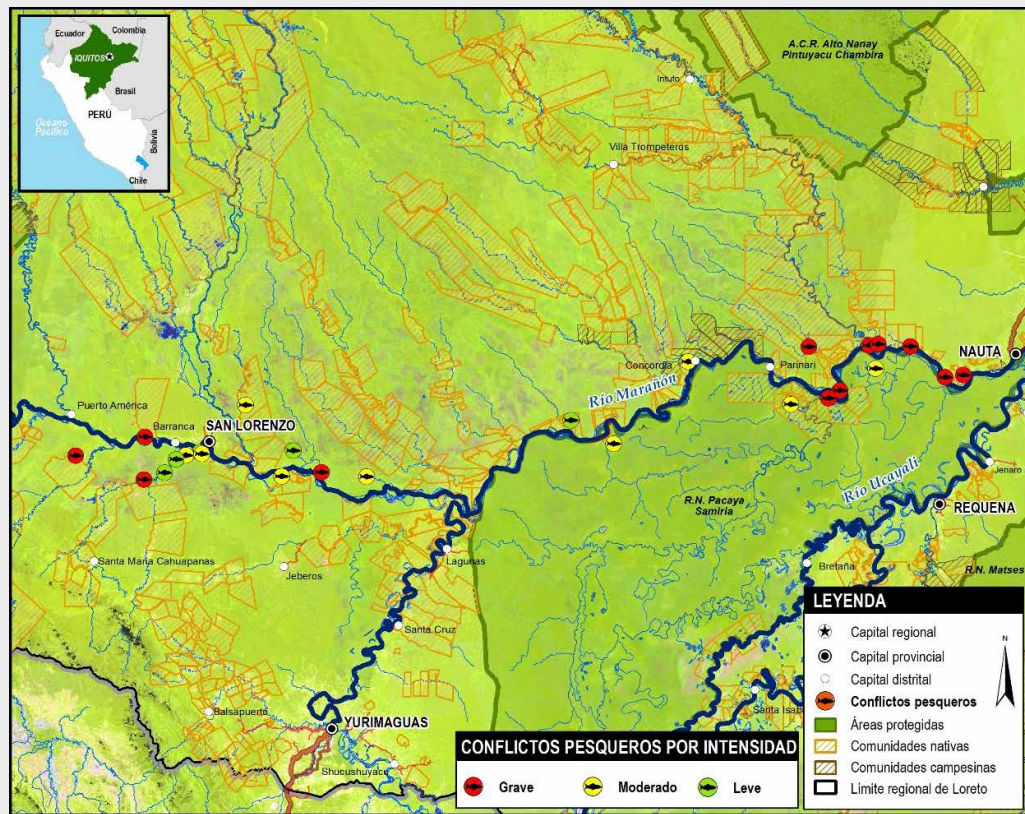 Ecuador
Colombia
IQUITOS
Brasil
PERÚ
Océano
Pacífico
Bolivia
Chile
A.C.R. Alto Nanay
Pintuyacu Chambira
Intuto
Villa Trompeteros
NAUTA
Concordia
Parinari
Río Marañón
Puerto América
Barranca
SAN LORENZO
Río Ucayali
Jenaro
R.N. Pacaya
Samiria
REQUENA
Santa María Cahuapanas
Jeberos
Lagunas
Bretaña
R.N. Matses
Santa Cruz
Balsapuerto
YURIMAGUAS
Shucushuyacu
Santa Isabe
CONFLICTOS PESQUEROS POR INTENSIDAD
Grave
Moderado
Leve
LEYENDA
N
Capital regional
Capital provincial
Capital distrital
Conflictos pesqueros
Áreas protegidas
Comunidades nativas
Comunidades campesinas
Límite regional de Loreto